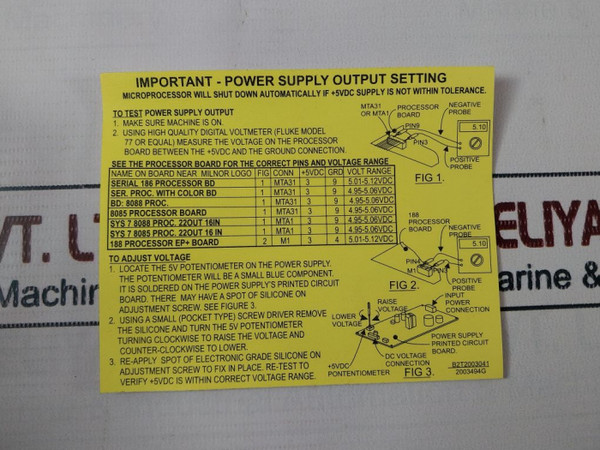 IMPORTANT - POWER SUPPLY OUTPUT SETTING
MICROPROCESSOR WILL SHUT DOWN AUTOMATICALLY IF +5VDC SUPPLY IS NOT WITHIN TOLERANCE.
TO TEST POWER SUPPLY OUTPUT
1. MAKE SURE MACHINE IS ON.
2. USING HIGH QUALITY DIGITAL VOLTMETER (FLUKE MODEL
77 OR EQUAL) MEASURE THE VOLTAGE ON THE PROCESSOR
BOARD BETWEEN THE +5VDC AND THE GROUND CONNECTION.
MTA31
OR MTA1
PROCESSOR
BOARD
NEGATIVE
PROBE
PIN9
PIN3
5.10
POSITIVE
PROBE
FIG 1.
SEE THE PROCESSOR BOARD FOR THE CORRECT PINS AND VOLTAGE RANGE
NAME ON BOARD NEAR MILNOR LOGO FIG CONN +5VDC GRD VOLT RANGE
SERIAL 186 PROCESSOR BD 1 MTA31 3 9 5.01-5.12VDC
SER. PROC. WITH COLOR BD 1 MTA31 3 9 4.95-5.06VDC
BD: 8088 PROC. 1 MTA31 3 9 4.95-5.06VDC
8085 PROCESSOR BOARD 1 MTA31 3 9 4.95-5.06VDC
SYS 7 8088 PROC. 22OUT 16IN 1 MTA1 3 9 4.95-5.06VDC
SYS 7 8085 PROC. 22OUT 16 IN 1 MTA1 3 9 4.95-5.06VDC
188 PROCESSOR EP+ BOARD 2 M1 3 4 5.01-5.12VDC
188
PROCESSOR
BOARD
NEGATIVE
PROBE
5.10
PIN4
M1
PIN3
POSITIVE
PROBE
FIG 2.
TO ADJUST VOLTAGE
1. LOCATE THE 5V POTENTIOMETER ON THE POWER SUPPLY.
THE POTENTIOMETER WILL BE A SMALL BLUE COMPONENT.
IT IS SOLDERED ON THE POWER SUPPLY'S PRINTED CIRCUIT
BOARD. THERE MAY HAVE A SPOT OF SILICONE ON
ADJUSTMENT SCREW. SEE FIGURE 3.
2. USING A SMALL (POCKET TYPE) SCREW DRIVER REMOVE
THE SILICONE AND TURN THE 5V POTENTIOMETER
TURNING CLOCKWISE TO RAISE THE VOLTAGE AND
COUNTER-CLOCKWISE TO LOWER.
3. RE-APPLY SPOT OF ELECTRONIC GRADE SILICONE ON
ADJUSTMENT SCREW TO FIX IN PLACE. RE-TEST TO
VERIFY +5VDC IS WITHIN CORRECT VOLTAGE RANGE.
LOWER
VOLTAGE
RAISE
VOLTAGE
INPUT
POWER
CONNECTION
POWER SUPPLY
PRINTED CIRCUIT
BOARD.
DC VOLTAGE
CONNECTION
+5VDC
POTENTIOMETER
FIG 3.
B2T2003041
2003494G
VT. LT
Machin
ELIYA
arine &